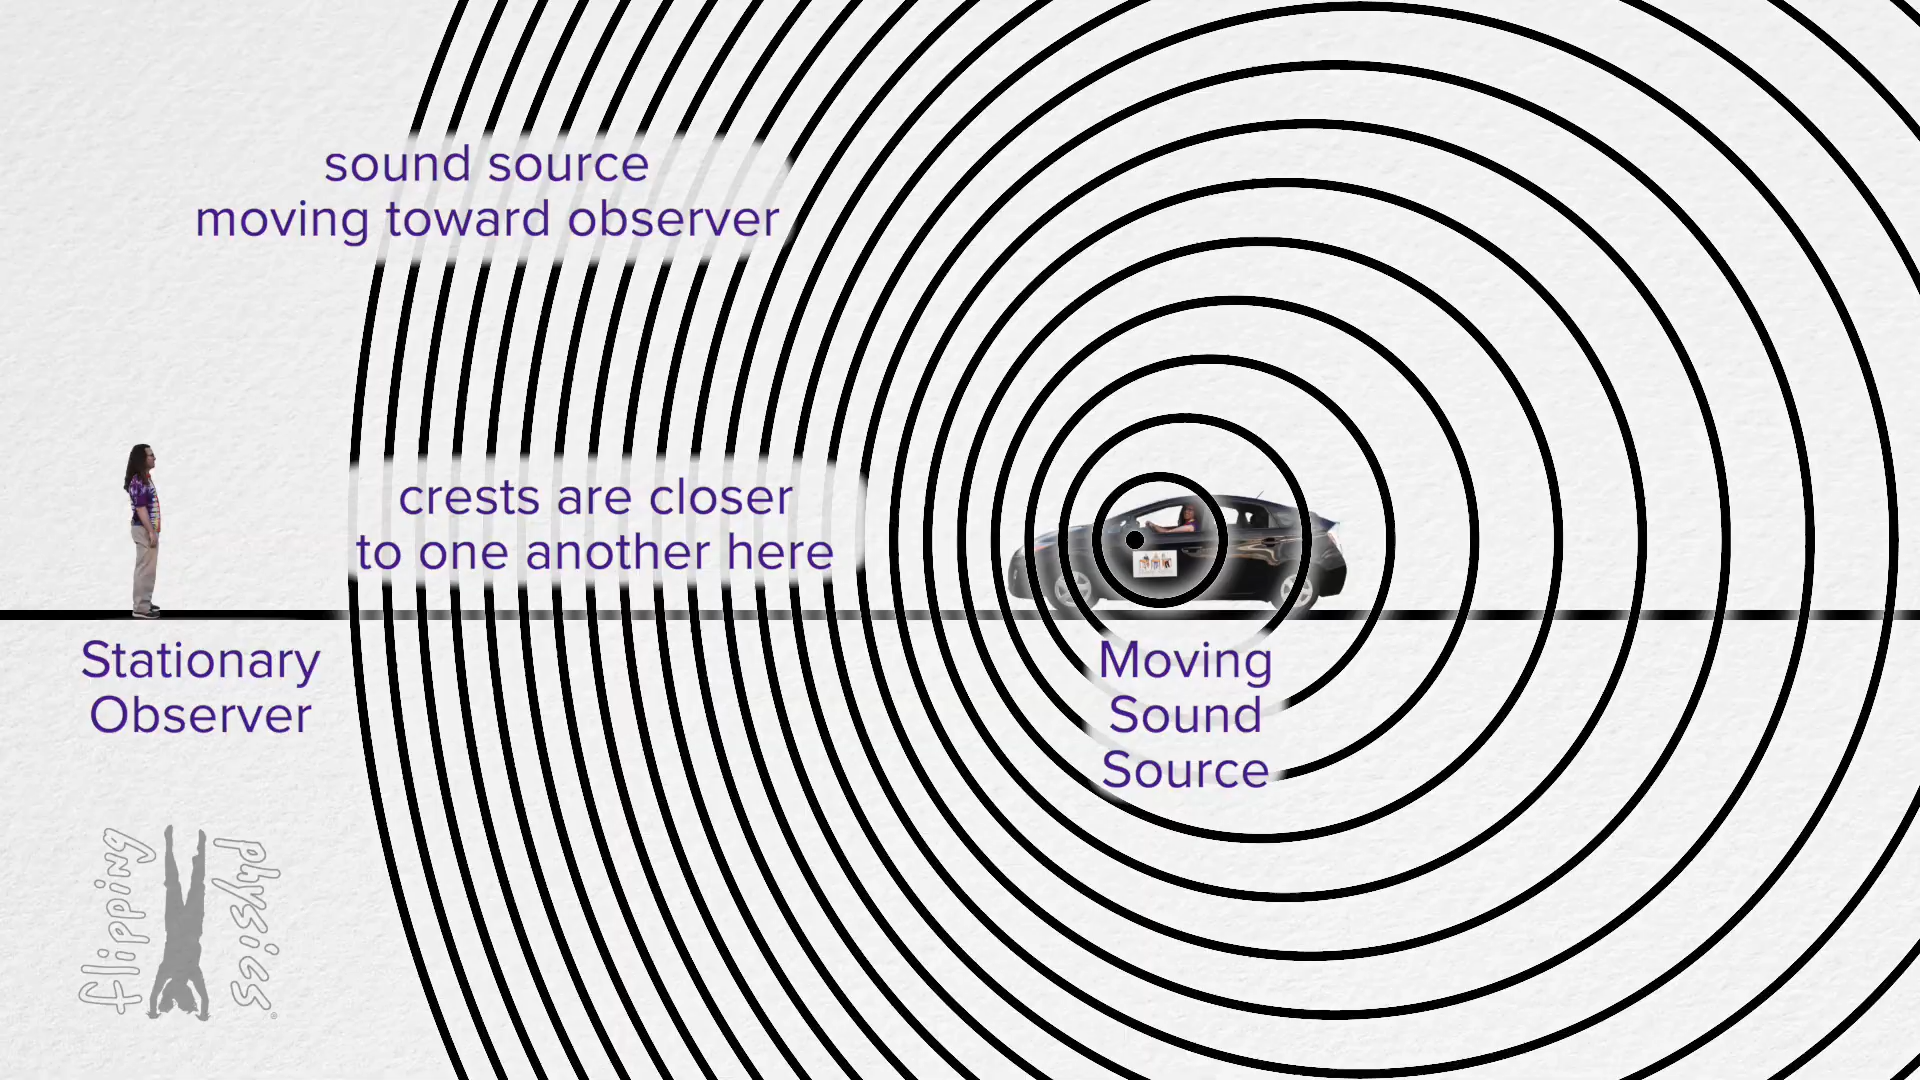 sound source
moving toward observer
crests are closer
to one another here
Stationary
Observer
Moving
Sound
Source
flipping
physics
®